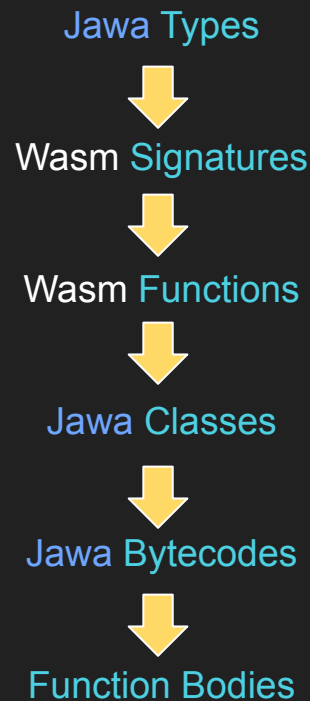 Jawa Types
Wasm Signatures
Wasm Functions
Jawa Classes
Jawa Bytecodes
Function Bodies